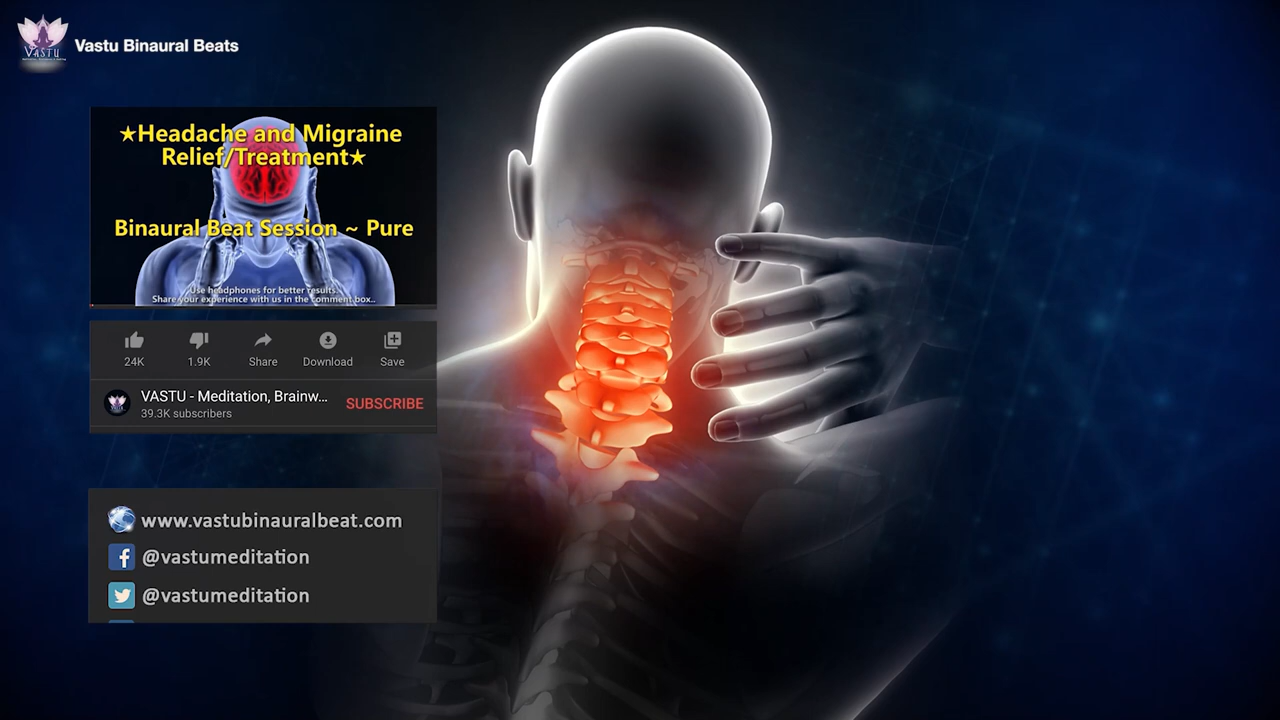 VASTU
Vastu Binaural Beats
★Headache and Migraine
Relief/Treatment★
Binaural Beat Session ~ Pure
Use headphones for better results.
Share your experience with us in the comment box..
24K
1.9K
Share
Download
Save
VASTU - Meditation, Brainw...
39.3K subscribers
SUBSCRIBE
www.vastubinauralbeat.com
@vastumeditation
@vastumeditation